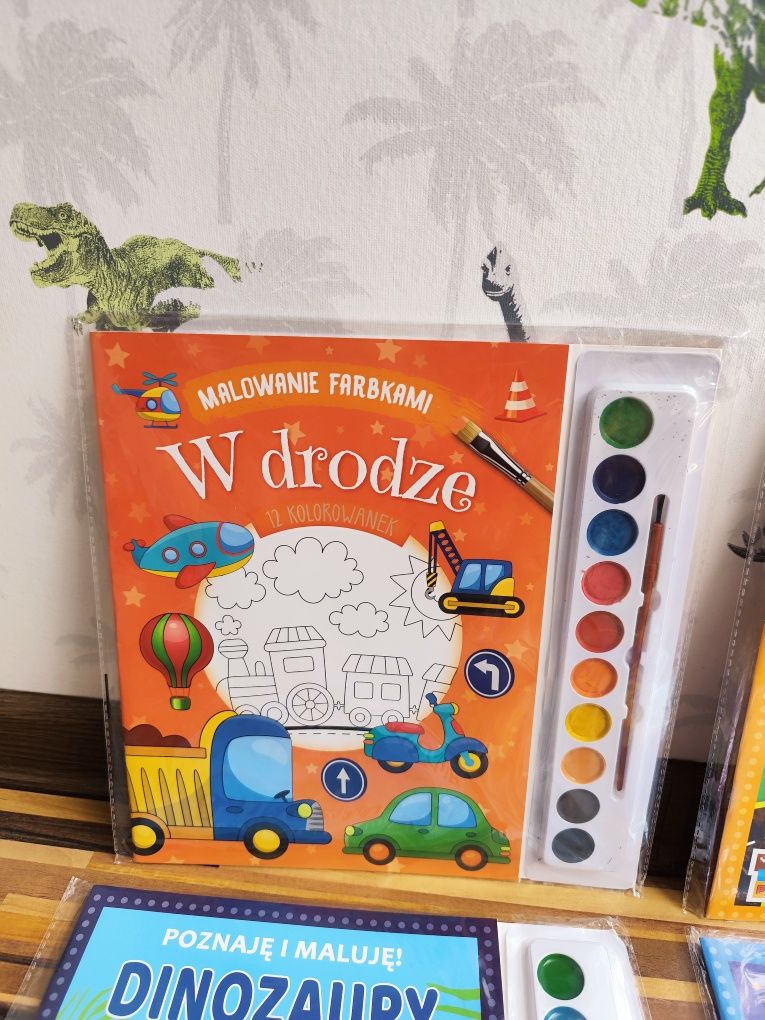 MALOWANIE FARBKAMI
W drodze
12 KOLOROWANEK
POZNAJĘ I MALUJĘ!
DINOZAURY